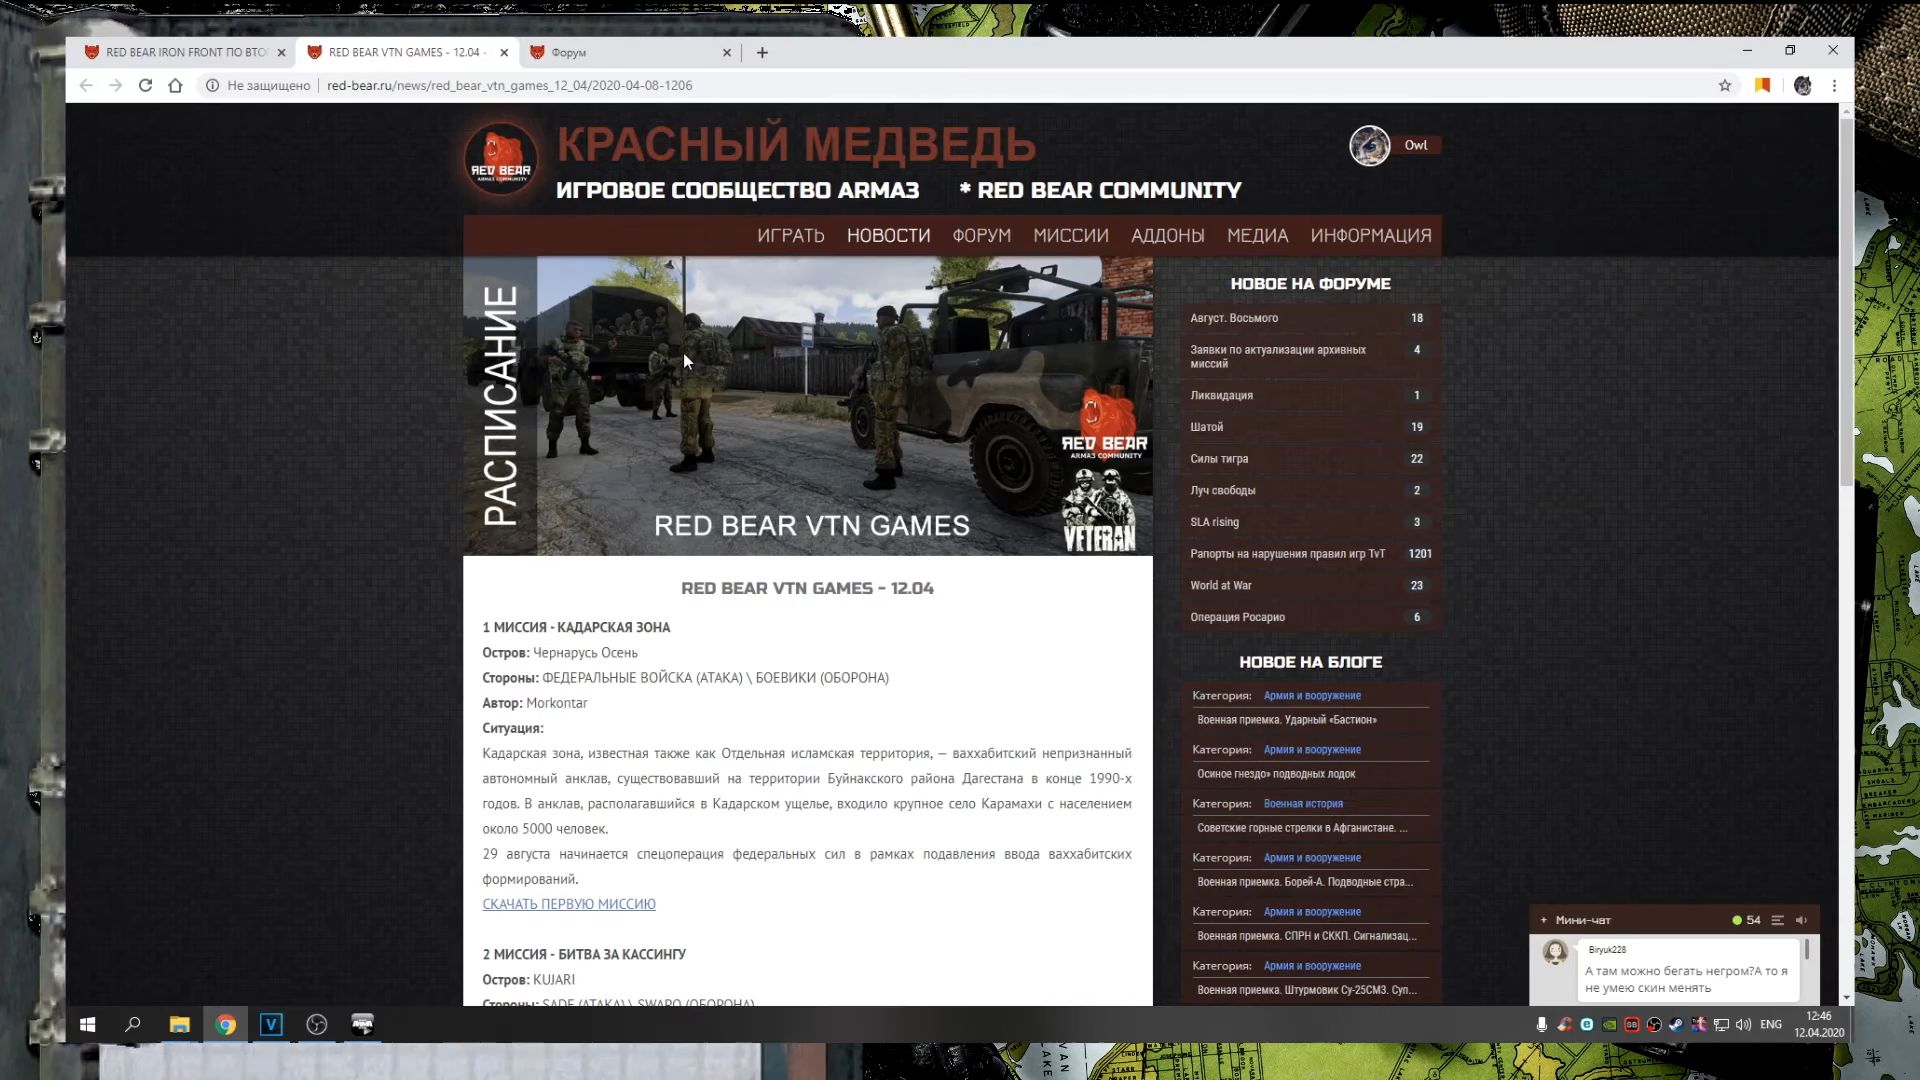 RED BEAR IRON FRONT ПО ВТО
RED BEAR VTN GAMES - 12.04 -
Форум
Не защищено
red-bear.ru/news/red_bear_vtn_games_12_04/2020-04-08-1206
RED BEAR
ARMA3 COMMUNITY
КРАСНЫЙ МЕДВЕДЬ
ИГРОВОЕ СООБЩЕСТВО ARMA3 * RED BEAR COMMUNITY
Owl
ИГРАТЬ НОВОСТИ ФОРУМ МИССИИ АДДОНЫ МЕДИА ИНФОРМАЦИЯ
РАСПИСАНИЕ
RED BEAR
ARMA3 COMMUNITY
VETERAN
RED BEAR VTN GAMES
RED BEAR VTN GAMES - 12.04
1 МИССИЯ - КАДАРСКАЯ ЗОНА
Остров: Чернарусь Осень
Стороны: ФЕДЕРАЛЬНЫЕ ВОЙСКА (АТАКА) \ БОЕВИКИ (ОБОРОНА)
Автор: Morkontar
Ситуация:
Кадарская зона, известная также как Отдельная исламская территория, — ваххабитский непризнанный
автономный анклав, существовавший на территории Буйнакского района Дагестана в конце 1990-х
годов. В анклав, располагавшийся в Кадарском ущелье, входило крупное село Карамахи с населением
около 5000 человек.
29 августа начинается спецоперация федеральных сил в рамках подавления ввода ваххабитских
формирований.
СКАЧАТЬ ПЕРВУЮ МИССИЮ
2 МИССИЯ - БИТВА ЗА КАССИНГУ
Остров: KUJARI
Стороны: SADF (АТАКА) \ SWAPO (ОБОРОНА)
НОВОЕ НА ФОРУМЕ
Август. Восьмого 18
Заявки по актуализации архивных
миссий 4
Ликвидация 1
Шатой 19
Силы тигра 22
Луч свободы 2
SLA rising 3
Рапорты на нарушения правил игр TvT 1201
World at War 23
Операция Росарио 6
НОВОЕ НА БЛОГЕ
Категория: Армия и вооружение
Военная приемка. Ударный «Бастион»
Категория: Армия и вооружение
Осиное гнездо» подводных лодок
Категория: Военная история
Советские горные стрелки в Афганистане. ...
Категория: Армия и вооружение
Военная приемка. Борей-А. Подводные стра...
Категория: Армия и вооружение
Военная приемка. СПРН и СККП. Сигнализац...
Категория: Армия и вооружение
Военная приемка. Штурмовик Су-25СМ3. Суп...
+ Мини-чат 54
Biryuk228
А там можно бегать негром?А то я
не умею скин менять
ENG
12:46
12.04.2020